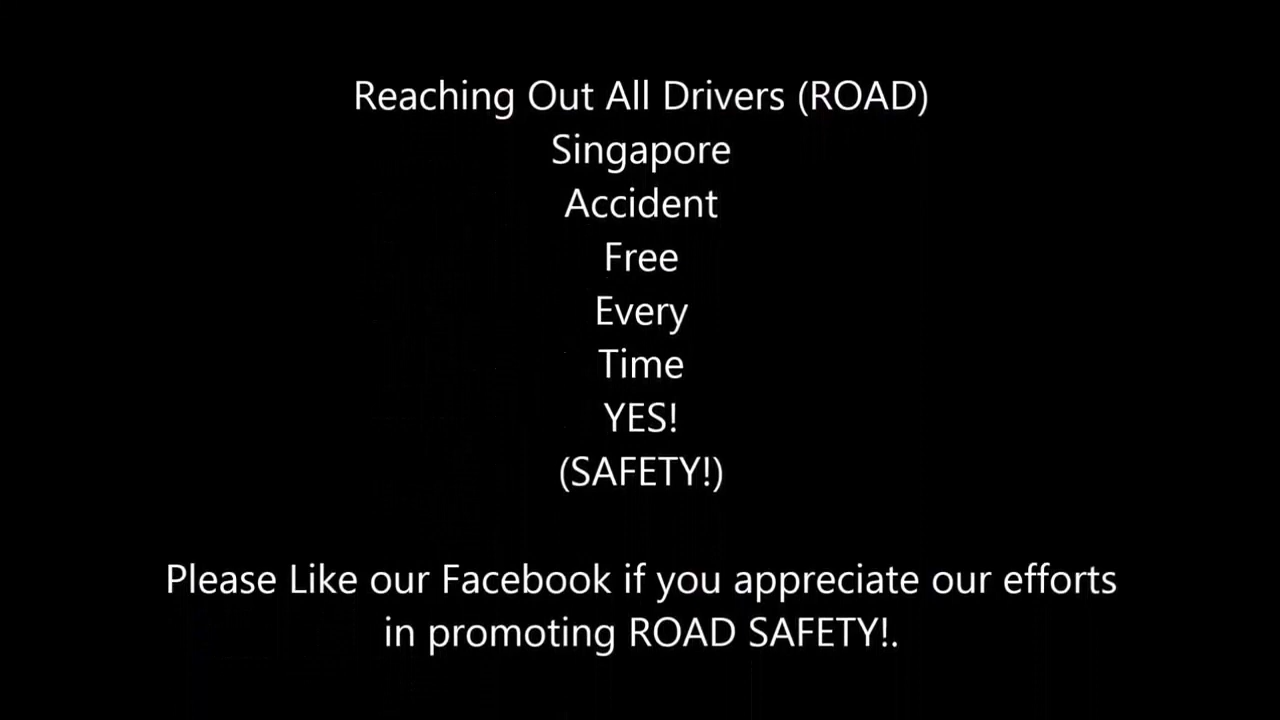 Reaching Out All Drivers (ROAD)
Singapore
Accident
Free
Every
Time
YES!
(SAFETY!)
Please Like our Facebook if you appreciate our efforts
in promoting ROAD SAFETY!.